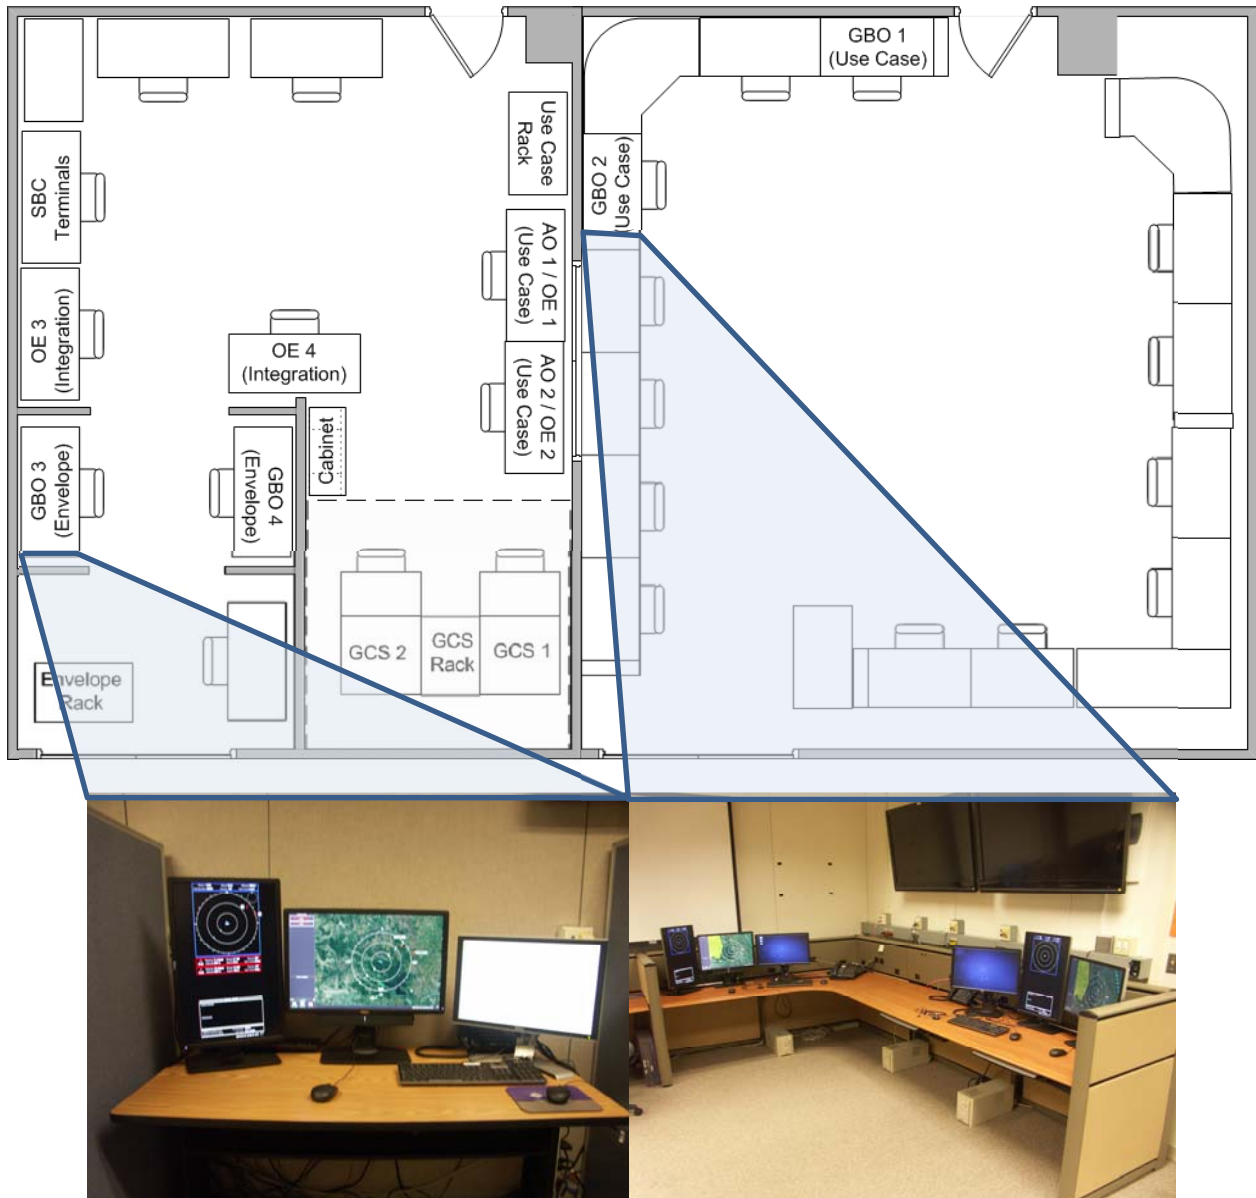 GBO 1
(Use Case)
Use Case
Rack
GBO 2
(Use Case)
SBC
Terminals
AO 1 / OE 1
(Use Case)
OE 3
(Integration)
OE 4
(Integration)
AO 2 / OE 2
(Use Case)
Cabinet
GBO 3
(Envelope)
GBO 4
(Envelope)
GCS 2
GCS
Rack
GCS 1
Envelope
Rack